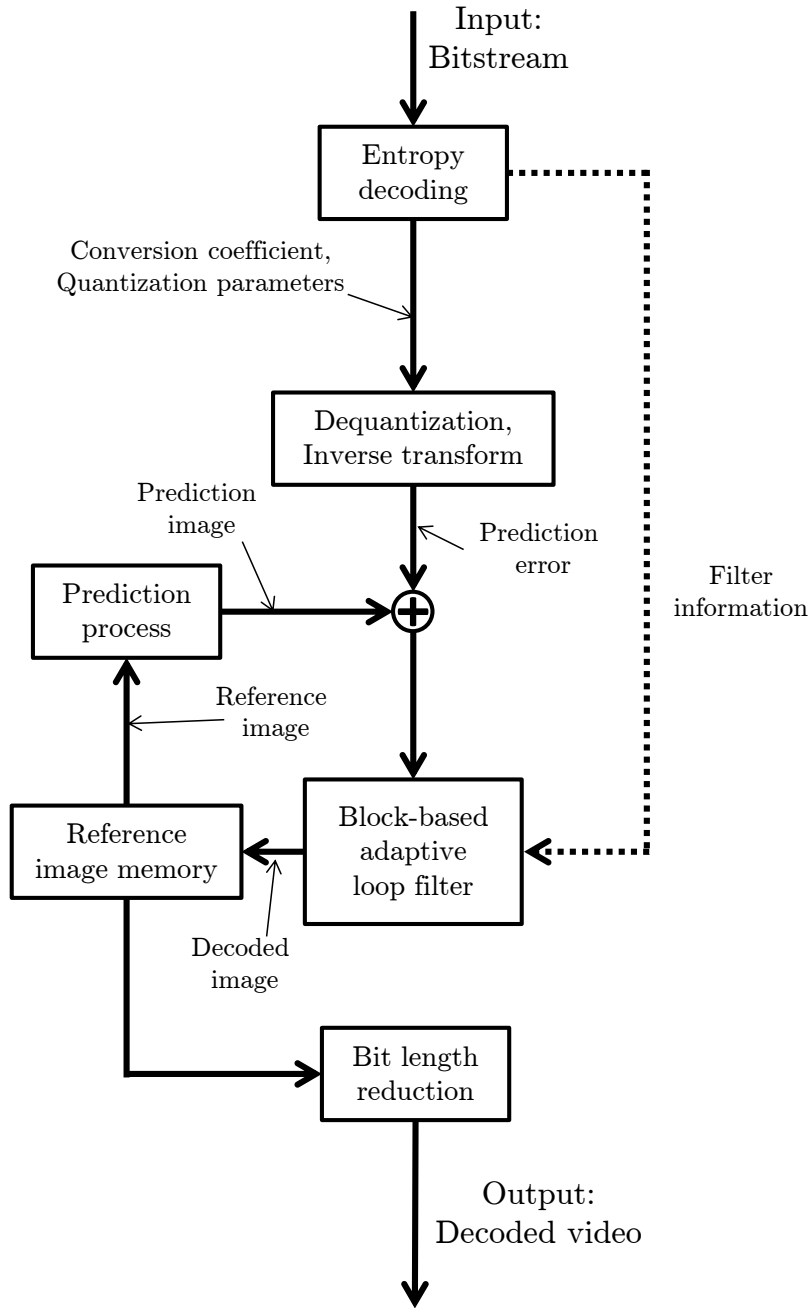 Input:
Bitstream
Entropy
decoding
Conversion coefficient,
Quantization parameters
Dequantization,
Inverse transform
Prediction
image
Prediction
error
Prediction
process
Filter
information
Reference
image
Block-based
adaptive
loop filter
Reference
image memory
Decoded
image
Bit length
reduction
Output:
Decoded video